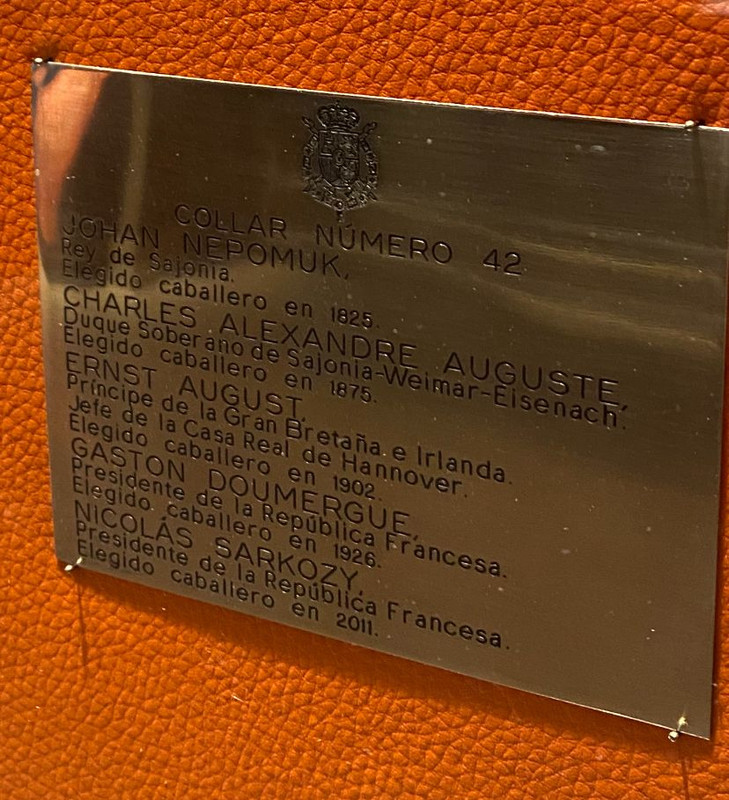 COLLAR NÚMERO 42
JOHAN NEPOMUK,
Rey de Sajonia.
Elegido caballero en 1825.
CHARLES ALEXANDRE AUGUSTE,
Duque Soberano de Sajonia-Weimar-Eisenach.
Elegido caballero en 1875.
ERNST AUGUST,
Príncipe de la Gran Bretaña e Irlanda.
Jefe de la Casa Real de Hannover.
Elegido caballero en 1902.
GASTON DOUMERGUE,
Presidente de la República Francesa.
Elegido caballero en 1926.
NICOLÁS SARKOZY,
Presidente de la República Francesa.
Elegido caballero en 2011.